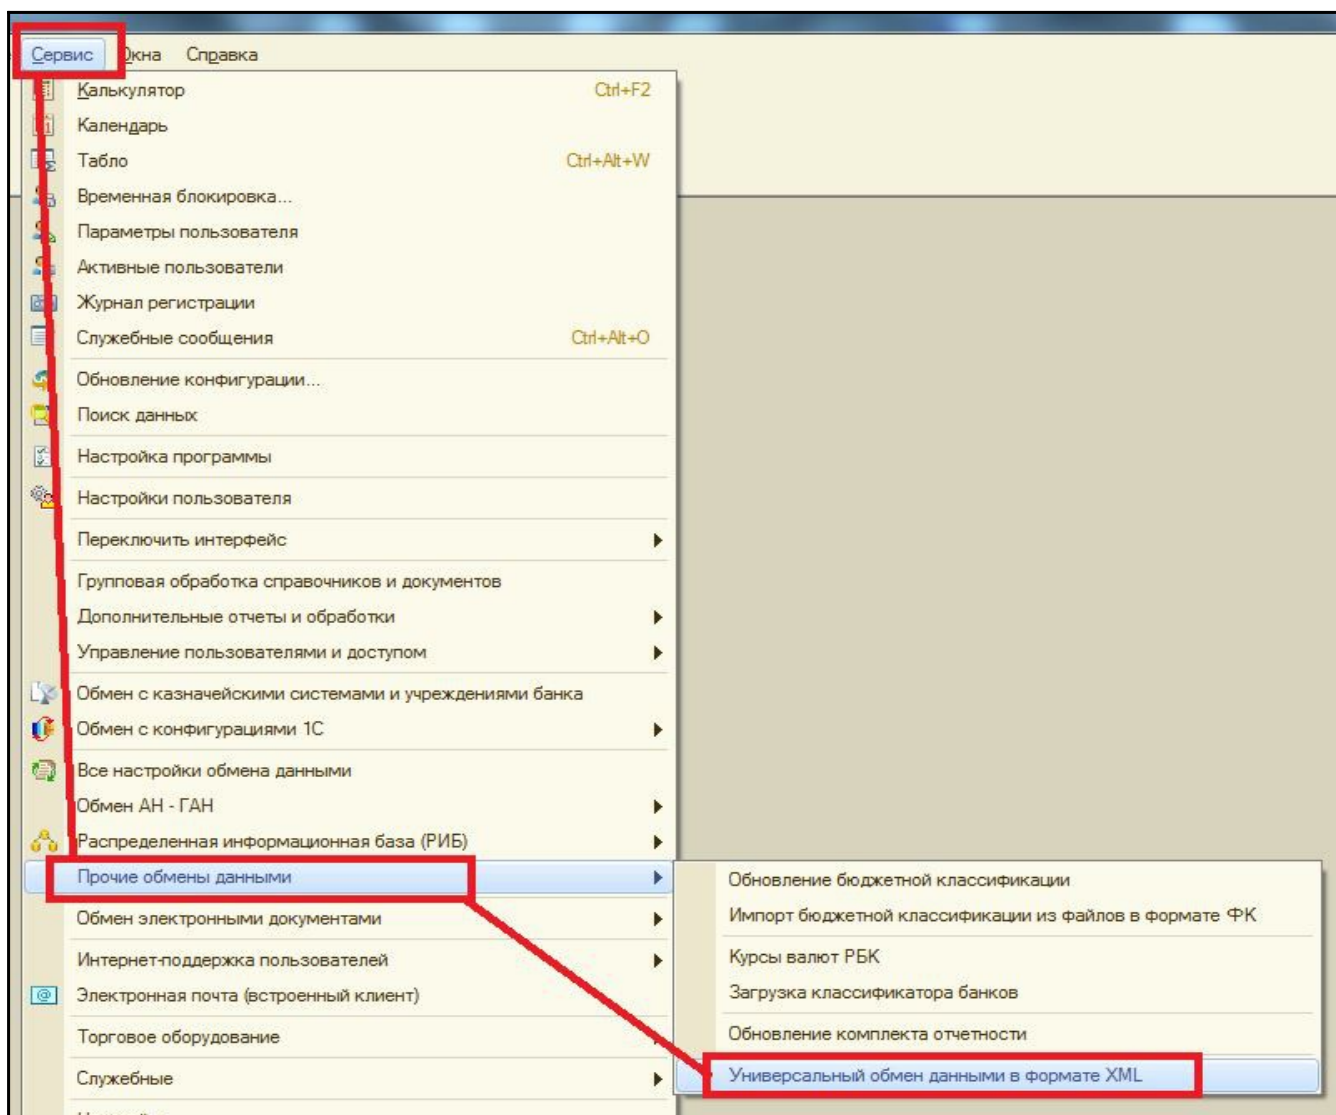 Сервис Окна Справка
Калькулятор Ctrl+F2
Календарь
Табло Ctrl+Alt+W
Временная блокировка...
Параметры пользователя
Активные пользователи
Журнал регистрации
Служебные сообщения Ctrl+Alt+O
Обновление конфигурации...
Поиск данных
Настройка программы
Настройки пользователя
Переключить интерфейс
Групповая обработка справочников и документов
Дополнительные отчеты и обработки
Управление пользователями и доступом
Обмен с казначейскими системами и учреждениями банка
Обмен с конфигурациями 1С
Все настройки обмена данными
Обмен АН - ГАН
Распределенная информационная база (РИБ)
Прочие обмены данными
Обмен электронными документами
Интернет-поддержка пользователей
Электронная почта (встроенный клиент)
Торговое оборудование
Служебные
Обновление бюджетной классификации
Импорт бюджетной классификации из файлов в формате ФК
Курсы валют РБК
Загрузка классификатора банков
Обновление комплекта отчетности
Универсальный обмен данными в формате XML